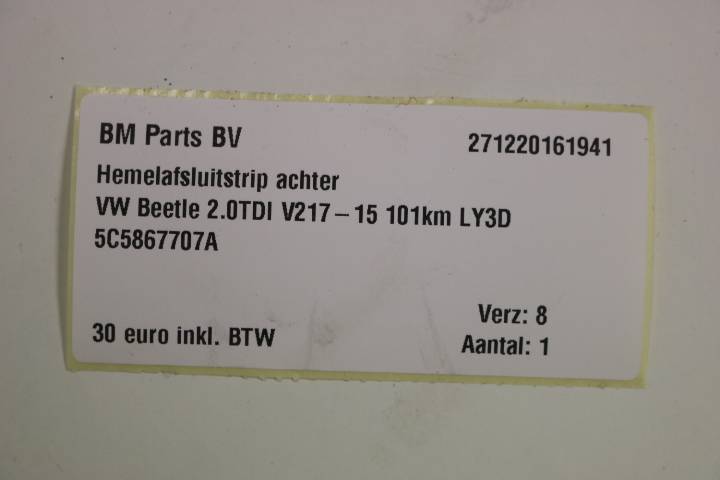 BM Parts BV 271220161941
Hemelafsluitstrip achter
VW Beetle 2.0TDI V217 – 15 101km LY3D
5C5867707A
Verz: 8
30 euro inkl. BTW Aantal: 1